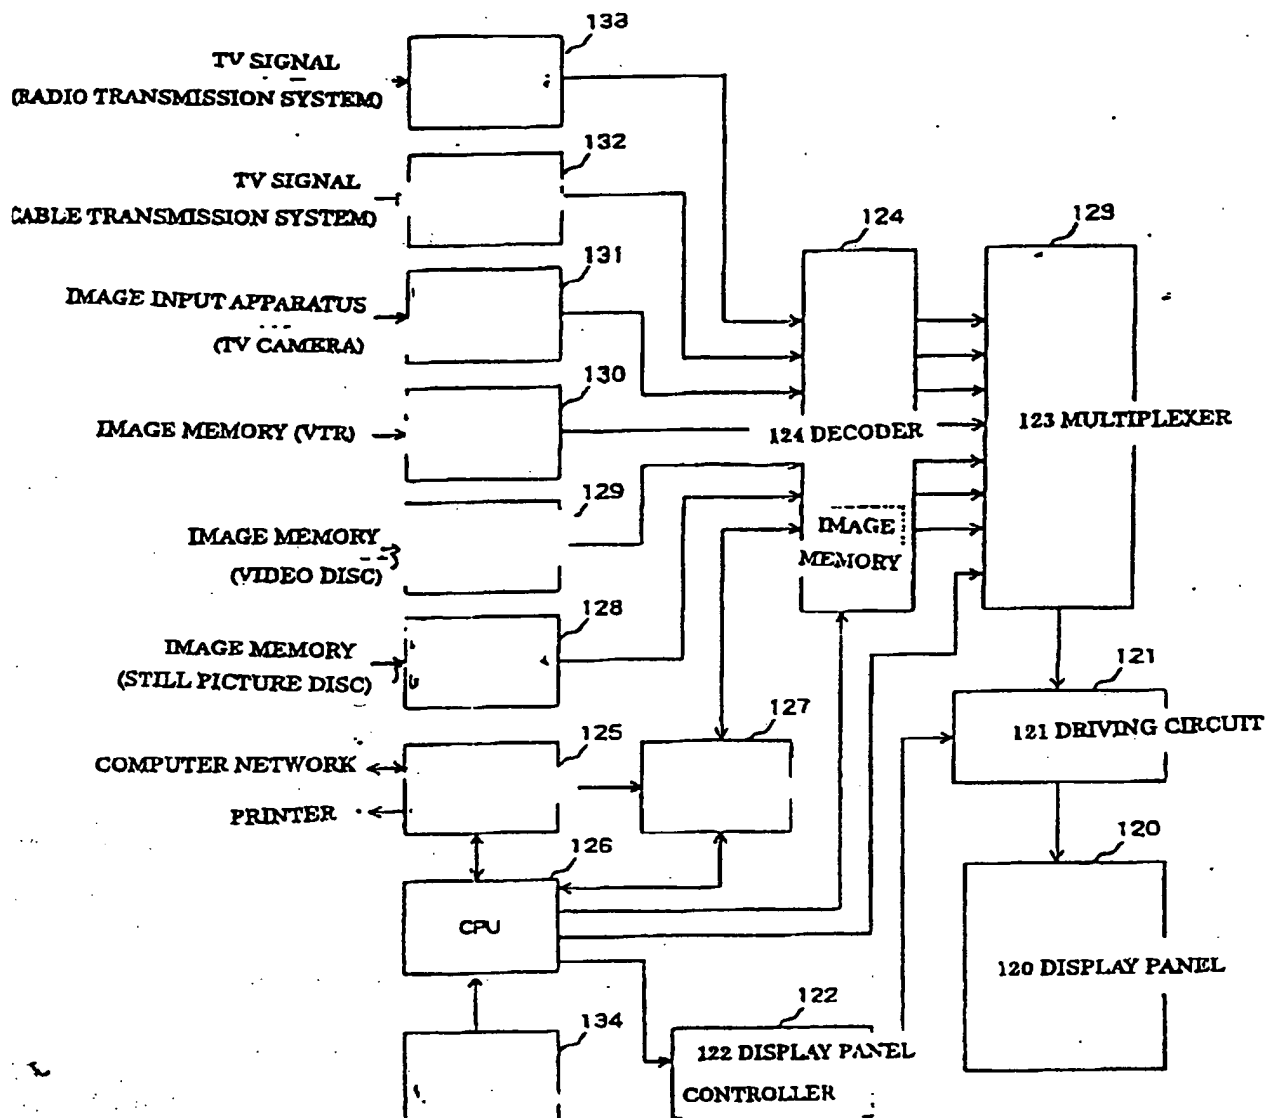 133
TV SIGNAL
(RADIO TRANSMISSION SYSTEM)
132
TV SIGNAL
CABLE TRANSMISSION SYSTEM)
131
IMAGE INPUT APPARATUS
(TV CAMERA)
130
IMAGE MEMORY (VTR)
129
IMAGE MEMORY
(VIDEO DISC)
128
IMAGE MEMORY
(STILL PICTURE DISC)
125
COMPUTER NETWORK
PRINTER
127
126
CPU
134
124
124 DECODER
IMAGE
MEMORY
129
123 MULTIPLEXER
121
121 DRIVING CIRCUIT
120
120 DISPLAY PANEL
122
122 DISPLAY PANEL
CONTROLLER